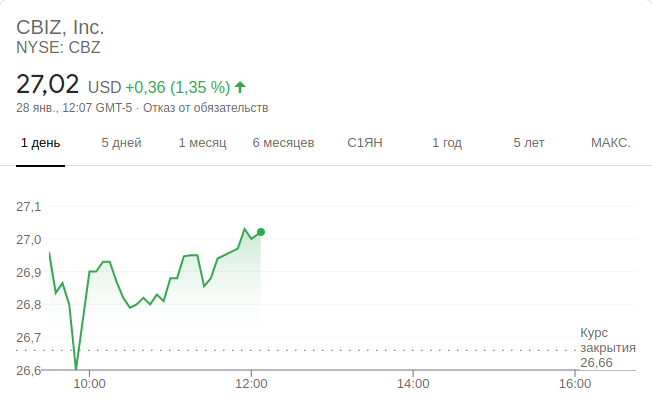 CBIZ, Inc.
NYSE: CBZ
27,02 USD +0,36 (1,35 %)
28 янв., 12:07 GMT-5 · Отказ от обязательств
1 день 5 дней 1 месяц 6 месяцев С1ЯН 1 год 5 лет МАКС.
27,1
27,0
26,9
26,8
26,7
26,6
Курс
закрытия
26,66
10:00 12:00 14:00 16:00